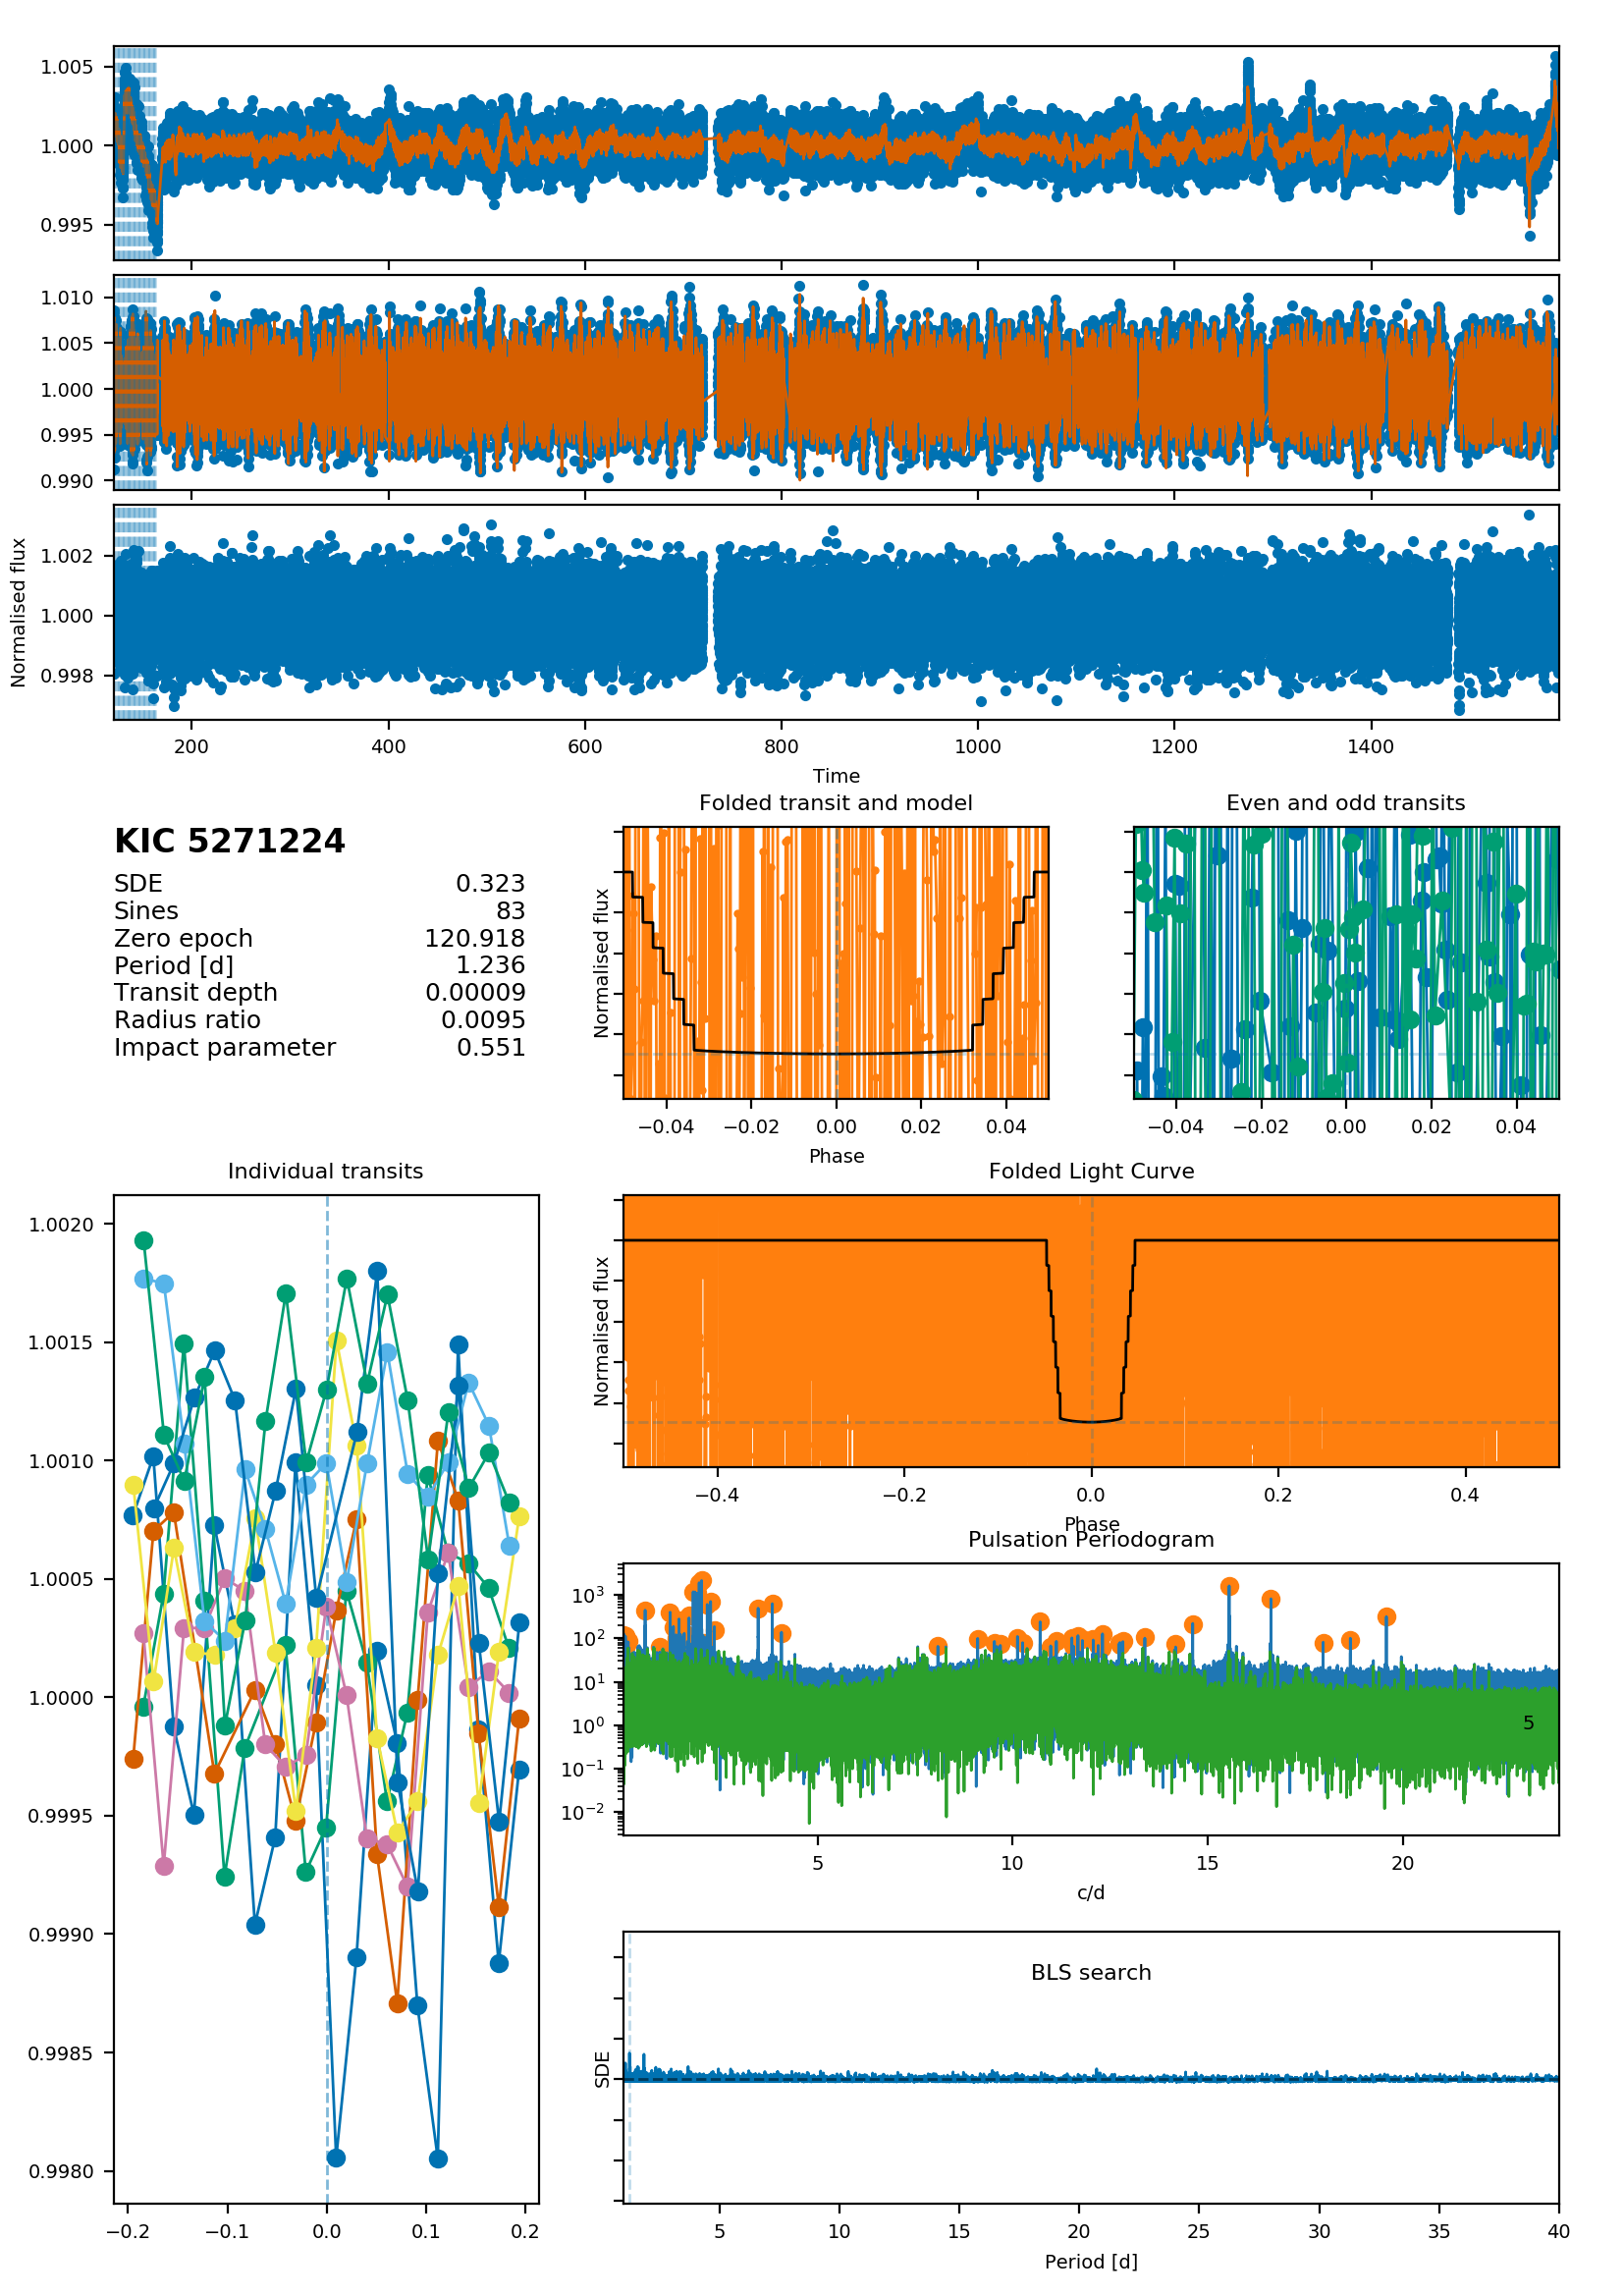 1.005
1.000
0.995
1.010
1.005
1.000
0.995
0.990
1.002
1.000
0.998
Normalised flux
200 400 600 800 1000 1200 1400
Time
KIC 5271224
SDE 0.323
Sines 83
Zero epoch 120.918
Period [d] 1.236
Transit depth 0.00009
Radius ratio 0.0095
Impact parameter 0.551
Folded transit and model
Normalised flux
−0.04 −0.02 0.00 0.02 0.04
Phase
Even and odd transits
−0.04 −0.02 0.00 0.02 0.04
Individual transits
1.0020
1.0015
1.0010
1.0005
1.0000
0.9995
0.9990
0.9985
0.9980
−0.2 −0.1 0.0 0.1 0.2
Folded Light Curve
Normalised flux
−0.4 −0.2 0.0 0.2 0.4
Phase
Pulsation Periodogram
10³
10²
10¹
10⁰
10⁻¹
10⁻²
5
5 10 15 20
c/d
BLS search
SDE
5 10 15 20 25 30 35 40
Period [d]